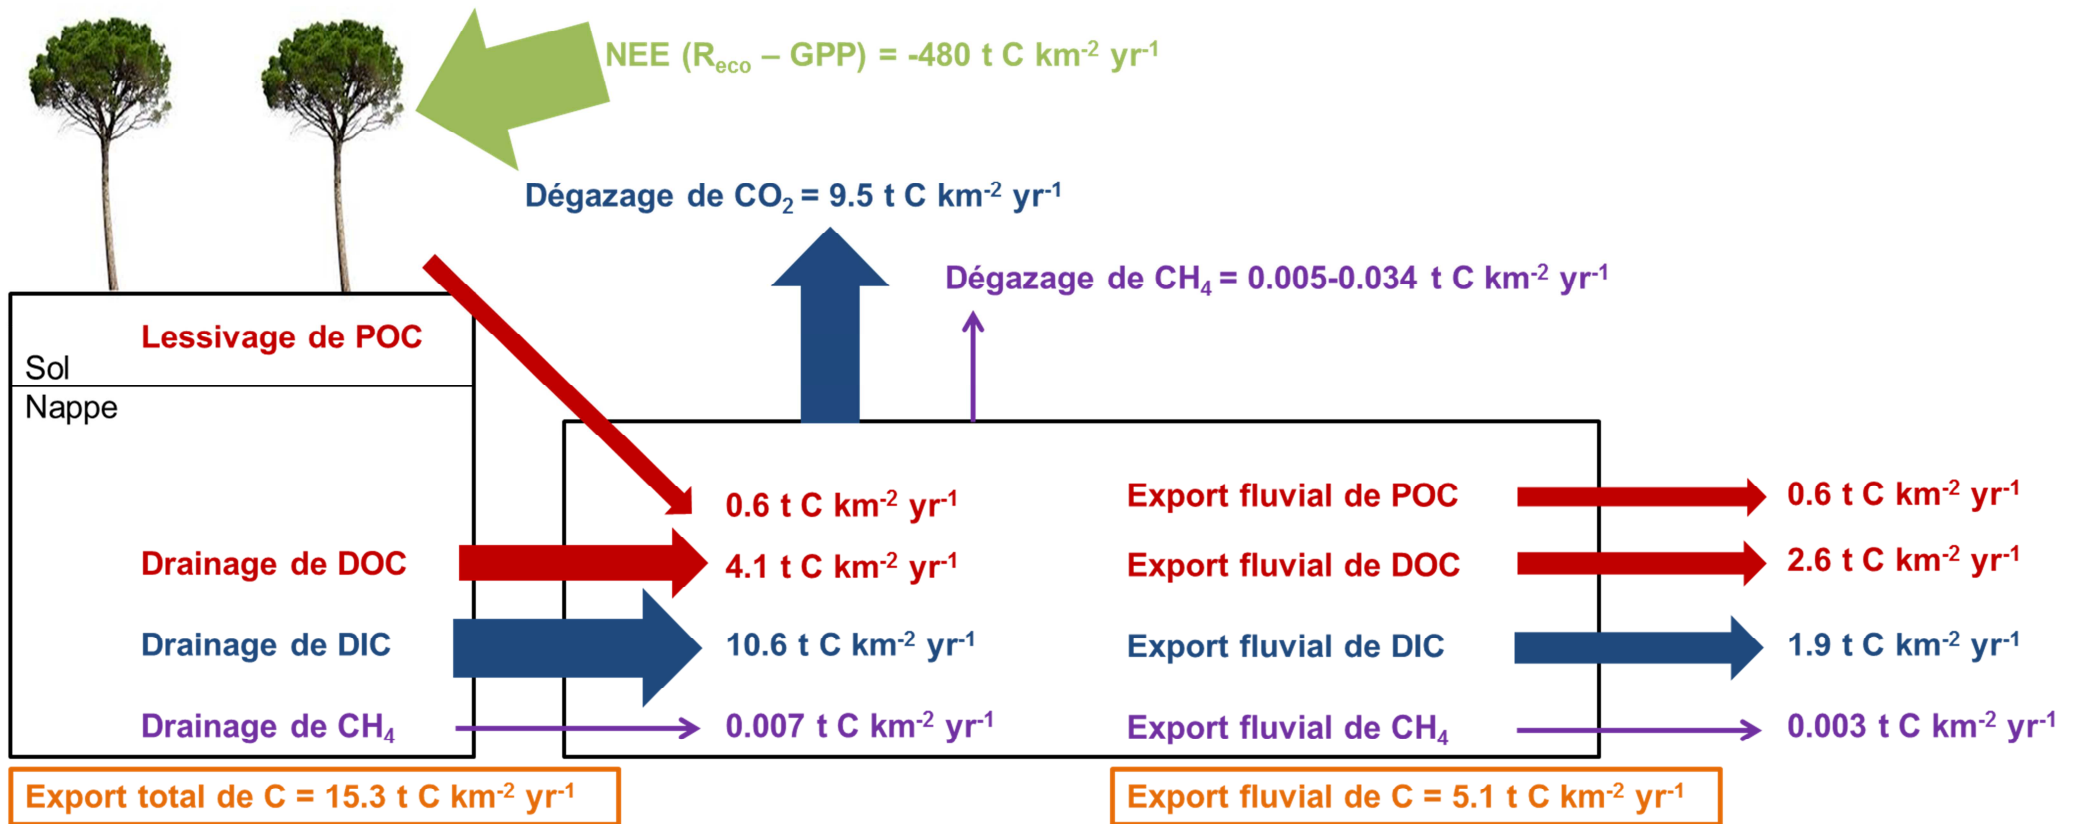 NEE (Reco – GPP) = -480 t C km-2 yr-1
Dégazage de CO2 = 9.5 t C km-2 yr-1
Dégazage de CH4 = 0.005-0.034 t C km-2 yr-1
Lessivage de POC
Sol
Nappe
0.6 t C km-2 yr-1
Export fluvial de POC
0.6 t C km-2 yr-1
Drainage de DOC
4.1 t C km-2 yr-1
Export fluvial de DOC
2.6 t C km-2 yr-1
Drainage de DIC
10.6 t C km-2 yr-1
Export fluvial de DIC
1.9 t C km-2 yr-1
Drainage de CH4
0.007 t C km-2 yr-1
Export fluvial de CH4
0.003 t C km-2 yr-1
Export total de C = 15.3 t C km-2 yr-1
Export fluvial de C = 5.1 t C km-2 yr-1